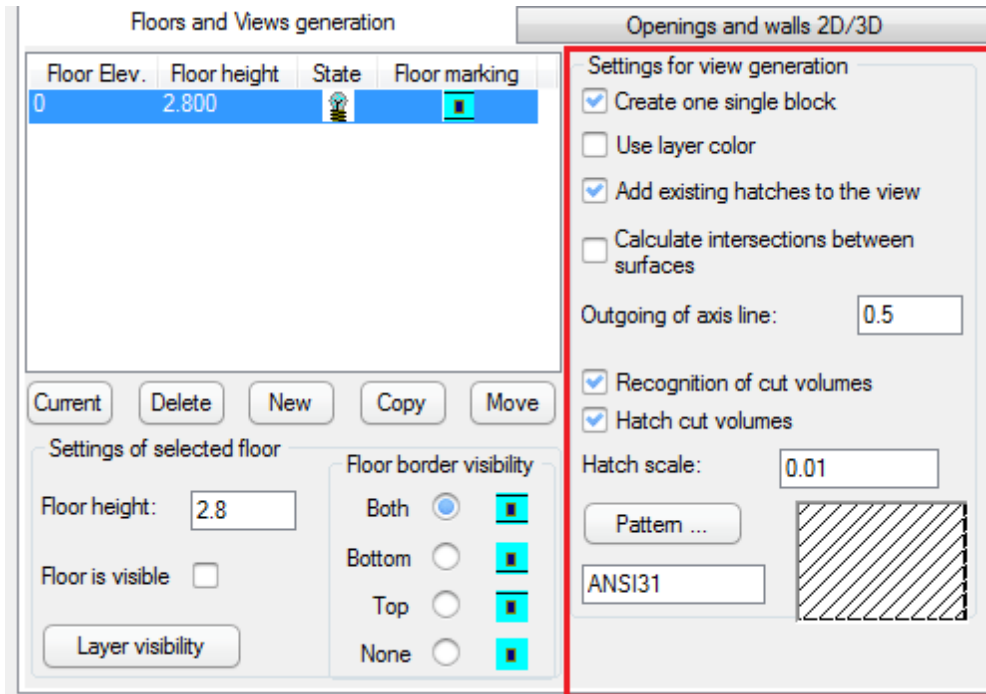 Floors and Views generation
Openings and walls 2D/3D
Floor Elev. Floor height State Floor marking
0 2.800
Current Delete New Copy Move
Settings of selected floor
Floor height: 2.8
Floor is visible
Layer visibility
Floor border visibility
Both
Bottom
Top
None
Settings for view generation
Create one single block
Use layer color
Add existing hatches to the view
Calculate intersections between
surfaces
Outgoing of axis line: 0.5
Recognition of cut volumes
Hatch cut volumes
Hatch scale: 0.01
Pattern ...
ANSI31